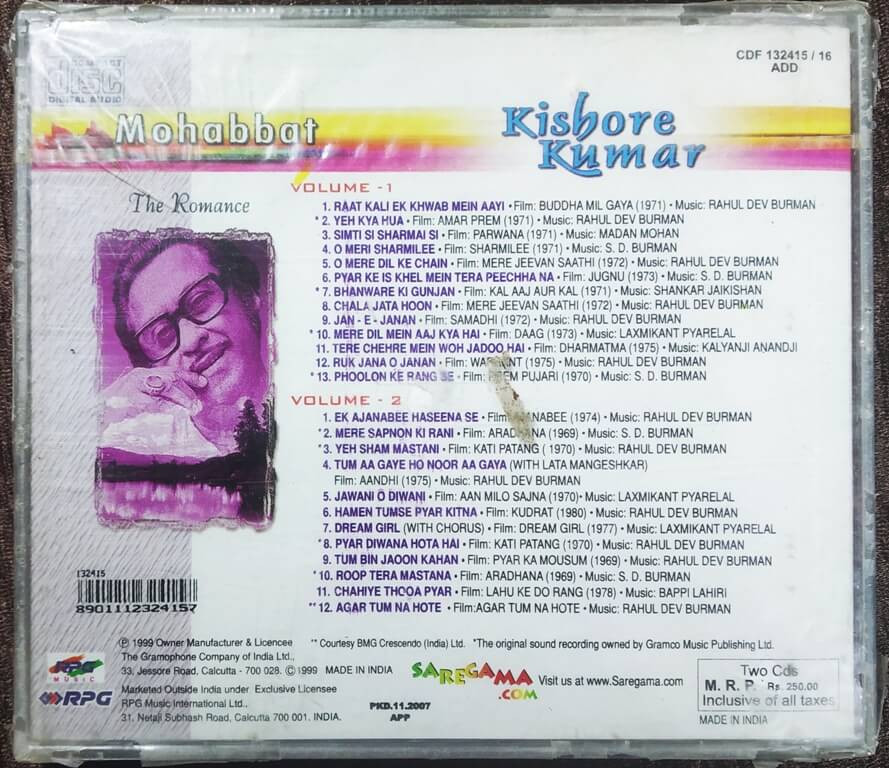 COMPACT
disc
DIGITAL AUDIO
CDF 132415 / 16
ADD
Mohabbat
Kishore
Kumar
The Romance
VOLUME - 1
1. RAAT KALI EK KHWAB MEIN AAYI • Film: BUDDHA MIL GAYA (1971) • Music: RAHUL DEV BURMAN
* 2. YEH KYA HUA • Film: AMAR PREM (1971) • Music: RAHUL DEV BURMAN
3. SIMTI SI SHARMAI SI • Film: PARWANA (1971) • Music: MADAN MOHAN
4. O MERI SHARMILEE • Film: SHARMILEE (1971) • Music: S. D. BURMAN
5. O MERE DIL KE CHAIN • Film: MERE JEEVAN SAATHI (1972) • Music: RAHUL DEV BURMAN
6. PYAR KE IS KHEL MEIN TERA PEECHHA NA • Film: JUGNU (1973) • Music: S. D. BURMAN
* 7. BHANWARE KI GUNJAN • Film: KAL AAJ AUR KAL (1971) • Music: SHANKAR JAIKISHAN
8. CHALA JATA HOON • Film: MERE JEEVAN SAATHI (1972) • Music: RAHUL DEV BURMAN
9. JAN - E - JANAN • Film: SAMADHI (1972) • Music: RAHUL DEV BURMAN
* 10. MERE DIL MEIN AAJ KYA HAI • Film: DAAG (1973) • Music: LAXMIKANT PYARELAL
11. TERE CHEHRE MEIN WOH JADOO HAI • Film: DHARMATMA (1975) • Music: KALYANJI ANANDJI
12. RUK JANA O JANAN • Film: WARRANT (1975) • Music: RAHUL DEV BURMAN
* 13. PHOOLON KE RANG SE • Film: PREM PUJARI (1970) • Music: S. D. BURMAN
VOLUME - 2
1. EK AJANABEE HASEENA SE • Film: AJANABEE (1974) • Music: RAHUL DEV BURMAN
* 2. MERE SAPNON KI RANI • Film: ARADHANA (1969) • Music: S. D. BURMAN
* 3. YEH SHAM MASTANI • Film: KATI PATANG ( 1970) • Music: RAHUL DEV BURMAN
4. TUM AA GAYE HO NOOR AA GAYA (WITH LATA MANGESHKAR)
Film: AANDHI (1975) • Music: RAHUL DEV BURMAN
5. JAWANI O DIWANI • Film: AAN MILO SAJNA (1970)• Music: LAXMIKANT PYARELAL
6. HAMEN TUMSE PYAR KITNA • Film: KUDRAT (1980) • Music: RAHUL DEV BURMAN
7. DREAM GIRL (WITH CHORUS) • Film: DREAM GIRL (1977) • Music: LAXMIKANT PYARELAL
* 8. PYAR DIWANA HOTA HAI • Film: KATI PATANG (1970) • Music: RAHUL DEV BURMAN
9. TUM BIN JAOON KAHAN • Film: PYAR KA MOUSUM (1969) • Music: RAHUL DEV BURMAN
* 10. ROOP TERA MASTANA • Film: ARADHANA (1969) • Music: S. D. BURMAN
11. CHAHIYE THODA PYAR • Film: LAHU KE DO RANG (1978) • Music: BAPPI LAHIRI
** 12. AGAR TUM NA HOTE • Film:AGAR TUM NA HOTE • Music: RAHUL DEV BURMAN
132415
8901112324157
℗ 1999 Owner Manufacturer & Licencee
The Gramophone Company of India Ltd.,
33, Jessore Road, Calcutta - 700 028. © 1999 MADE IN INDIA
** Courtesy BMG Crescendo (India) Ltd. *The original sound recording owned by Gramco Music Publishing Ltd.
RPG
MUSIC
RPG
Marketed Outside India under Exclusive Licensee
RPG Music International Ltd.,
31, Netaji Subhash Road, Calcutta 700 001. INDIA.
PKD.11.2007
APP
SAREGAMA
.COM
Visit us at www.Saregama.com
Two Cds
M. R. P. Rs. 250.00
Inclusive of all taxes
MADE IN INDIA